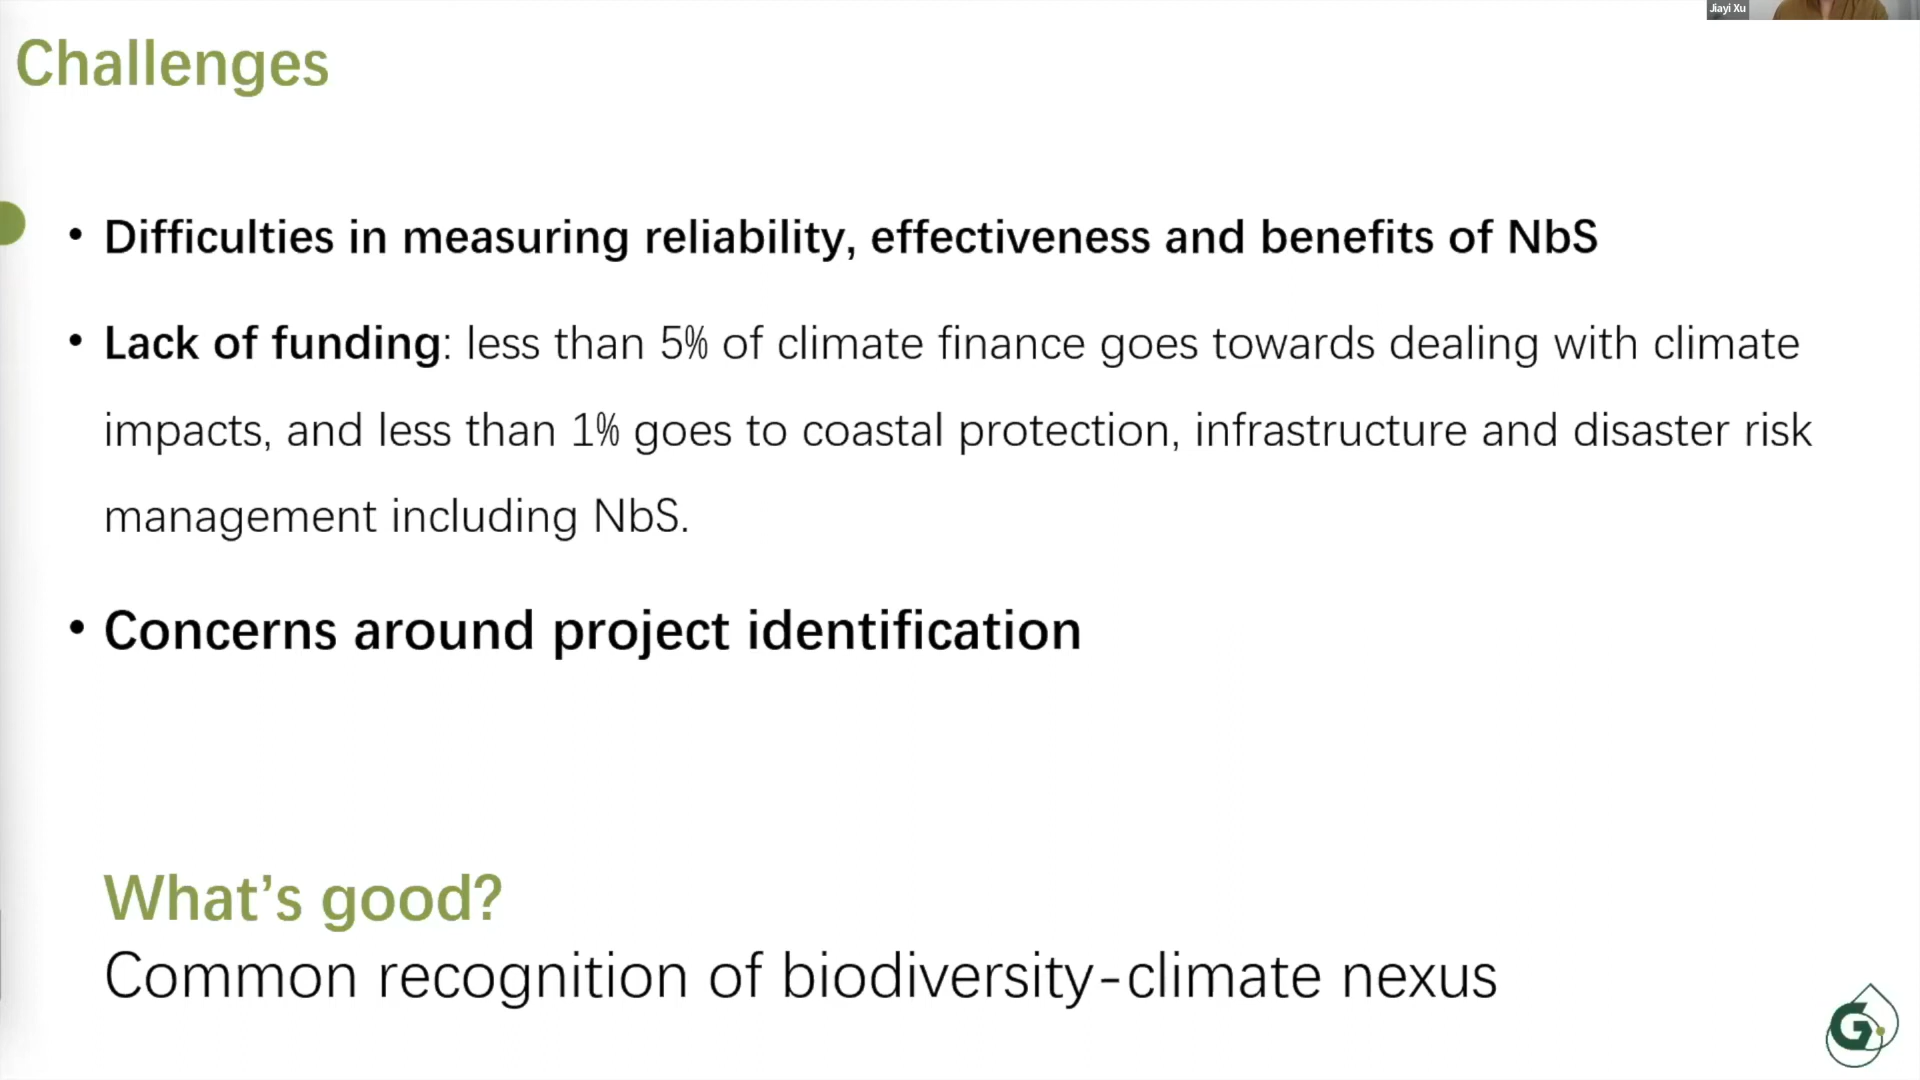 Jiayi Xu
Challenges
• Difficulties in measuring reliability, effectiveness and benefits of NbS
• Lack of funding: less than 5% of climate finance goes towards dealing with climate
impacts, and less than 1% goes to coastal protection, infrastructure and disaster risk
management including NbS.
• Concerns around project identification
What’s good?
Common recognition of biodiversity-climate nexus
G